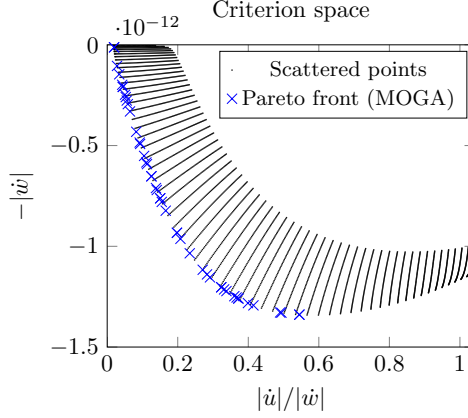 Criterion space
·10^−12
Scattered points
Pareto front (MOGA)
0
−0.5
−1
−1.5
−|ẇ|
0
0.2
0.4
0.6
0.8
1
|u̇|/|ẇ|